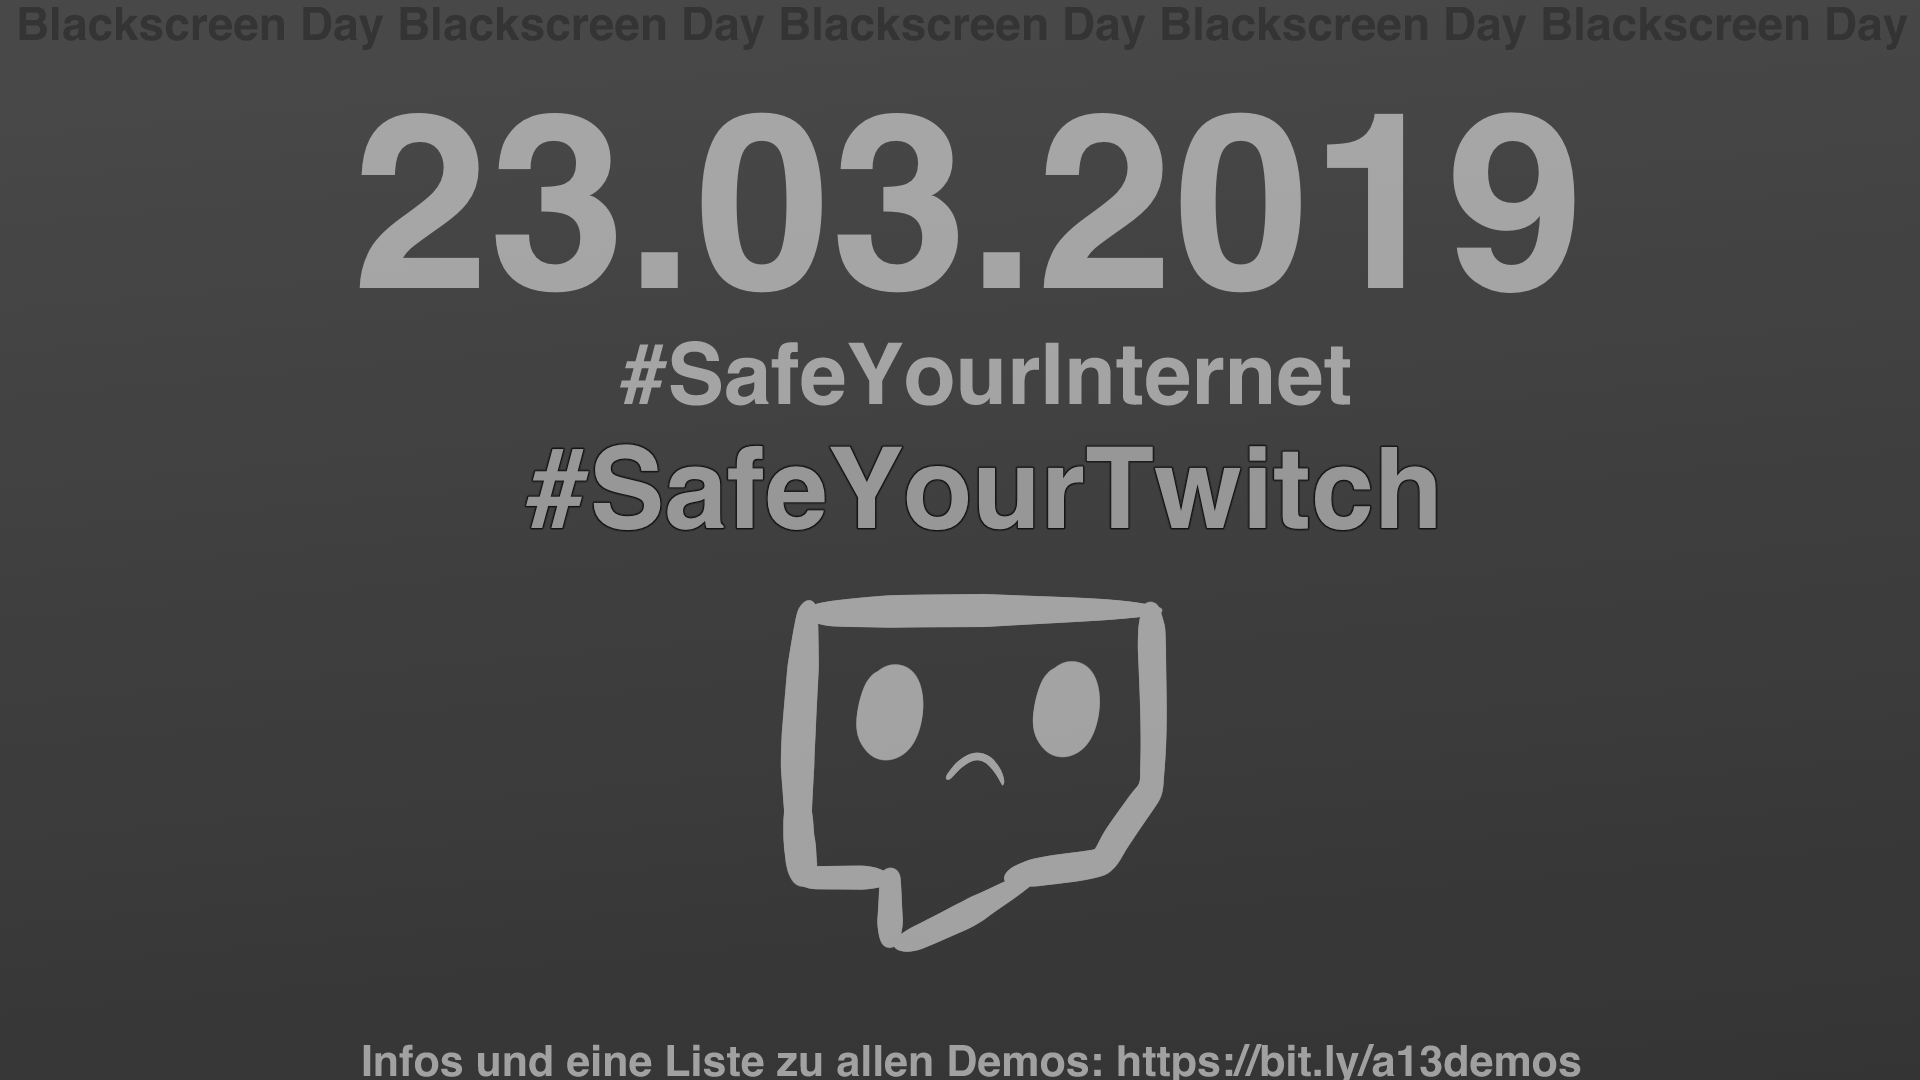 Blackscreen Day Blackscreen Day Blackscreen Day Blackscreen Day Blackscreen Day
23.03.2019
#SafeYourInternet
#SafeYourTwitch
Infos und eine Liste zu allen Demos: https://bit.ly/a13demos